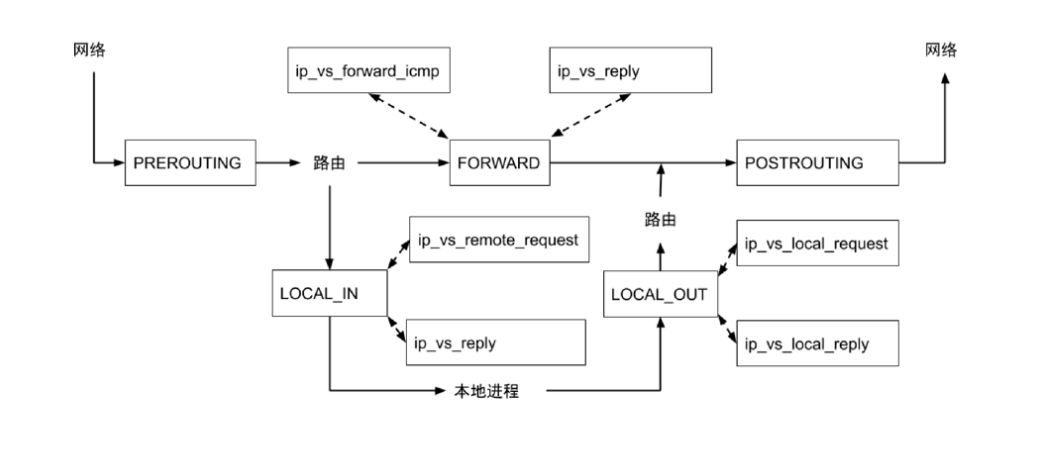 网络
网络
ip_vs_forward_icmp
ip_vs_reply
PREROUTING
路由
FORWARD
POSTROUTING
路由
ip_vs_remote_request
ip_vs_local_request
LOCAL_IN
LOCAL_OUT
ip_vs_reply
ip_vs_local_reply
本地进程